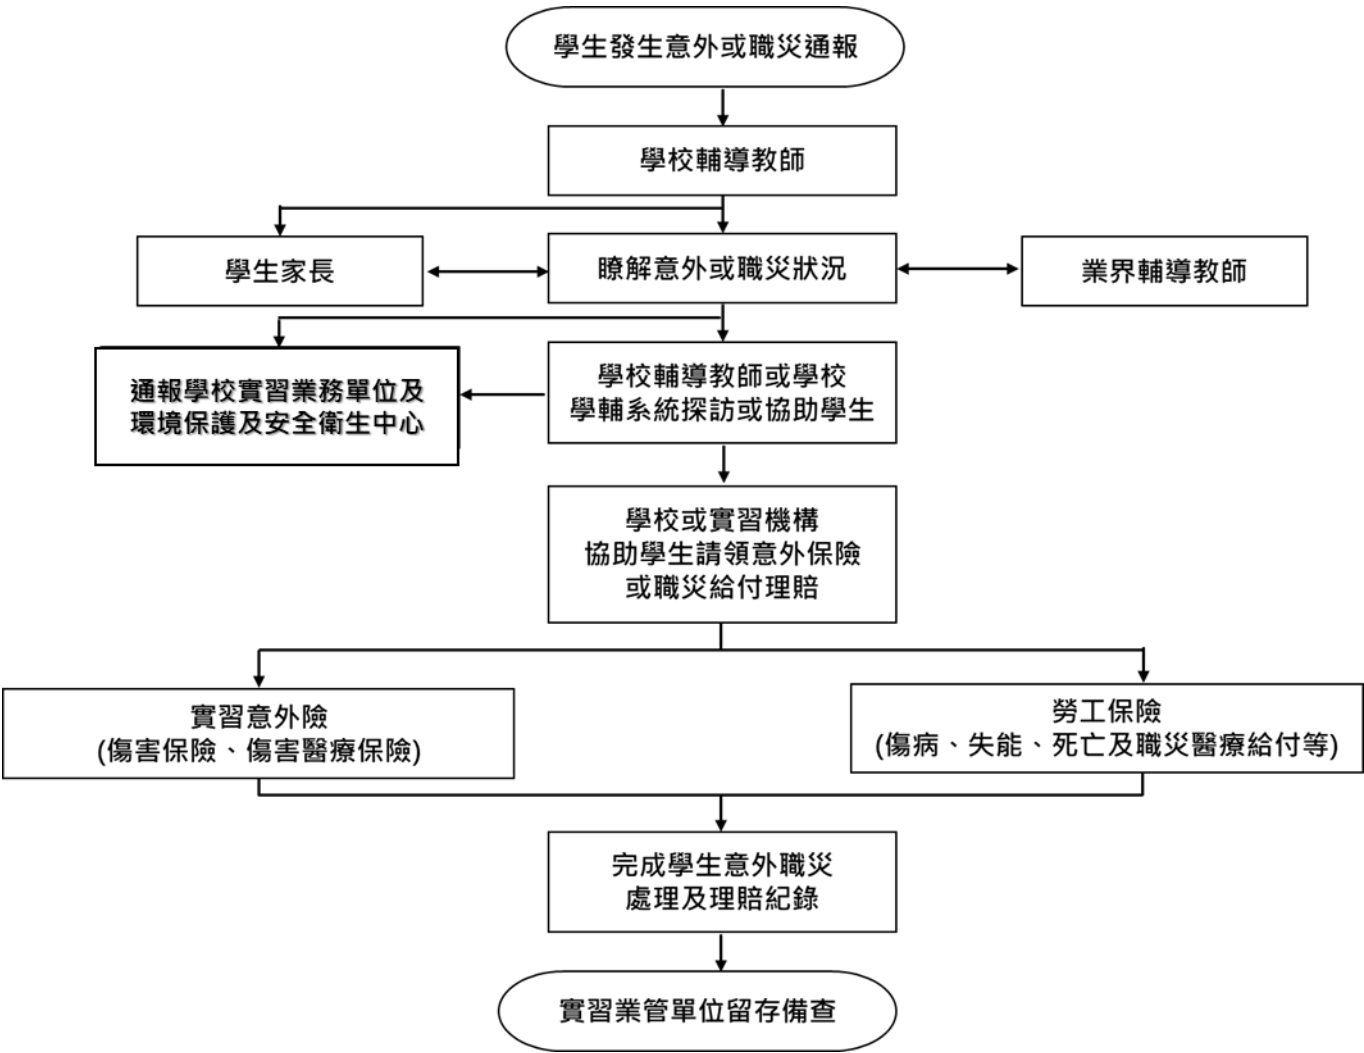 學生發生意外或職災通報
學校輔導教師
學生家長
瞭解意外或職災狀況
業界輔導教師
通報學校實習業務單位及
環境保護及安全衛生中心
學校輔導教師或學校
學輔系統探訪或協助學生
學校或實習機構
協助學生請領意外保險
或職災給付理賠
實習意外險
(傷害保險、傷害醫療保險)
勞工保險
(傷病、失能、死亡及職災醫療給付等)
完成學生意外職災
處理及理賠紀錄
實習業管單位留存備查